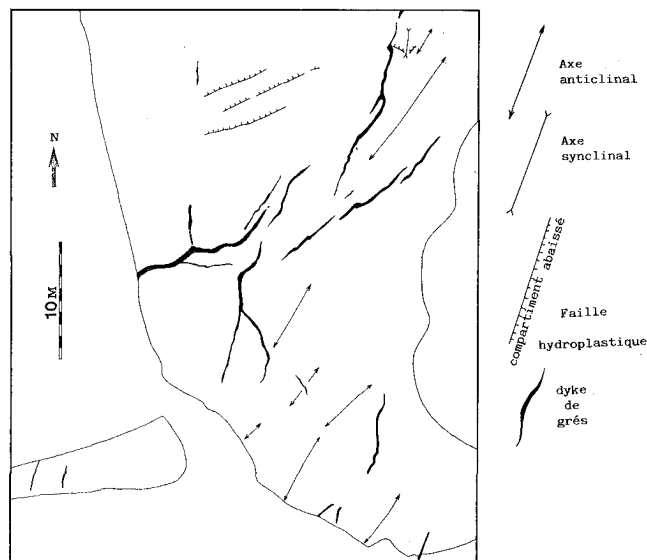 N
10 M
Axe
anticlinal
Axe
synclinal
compartiment abaissé
Faille
hydroplastique
dyke
de
grés